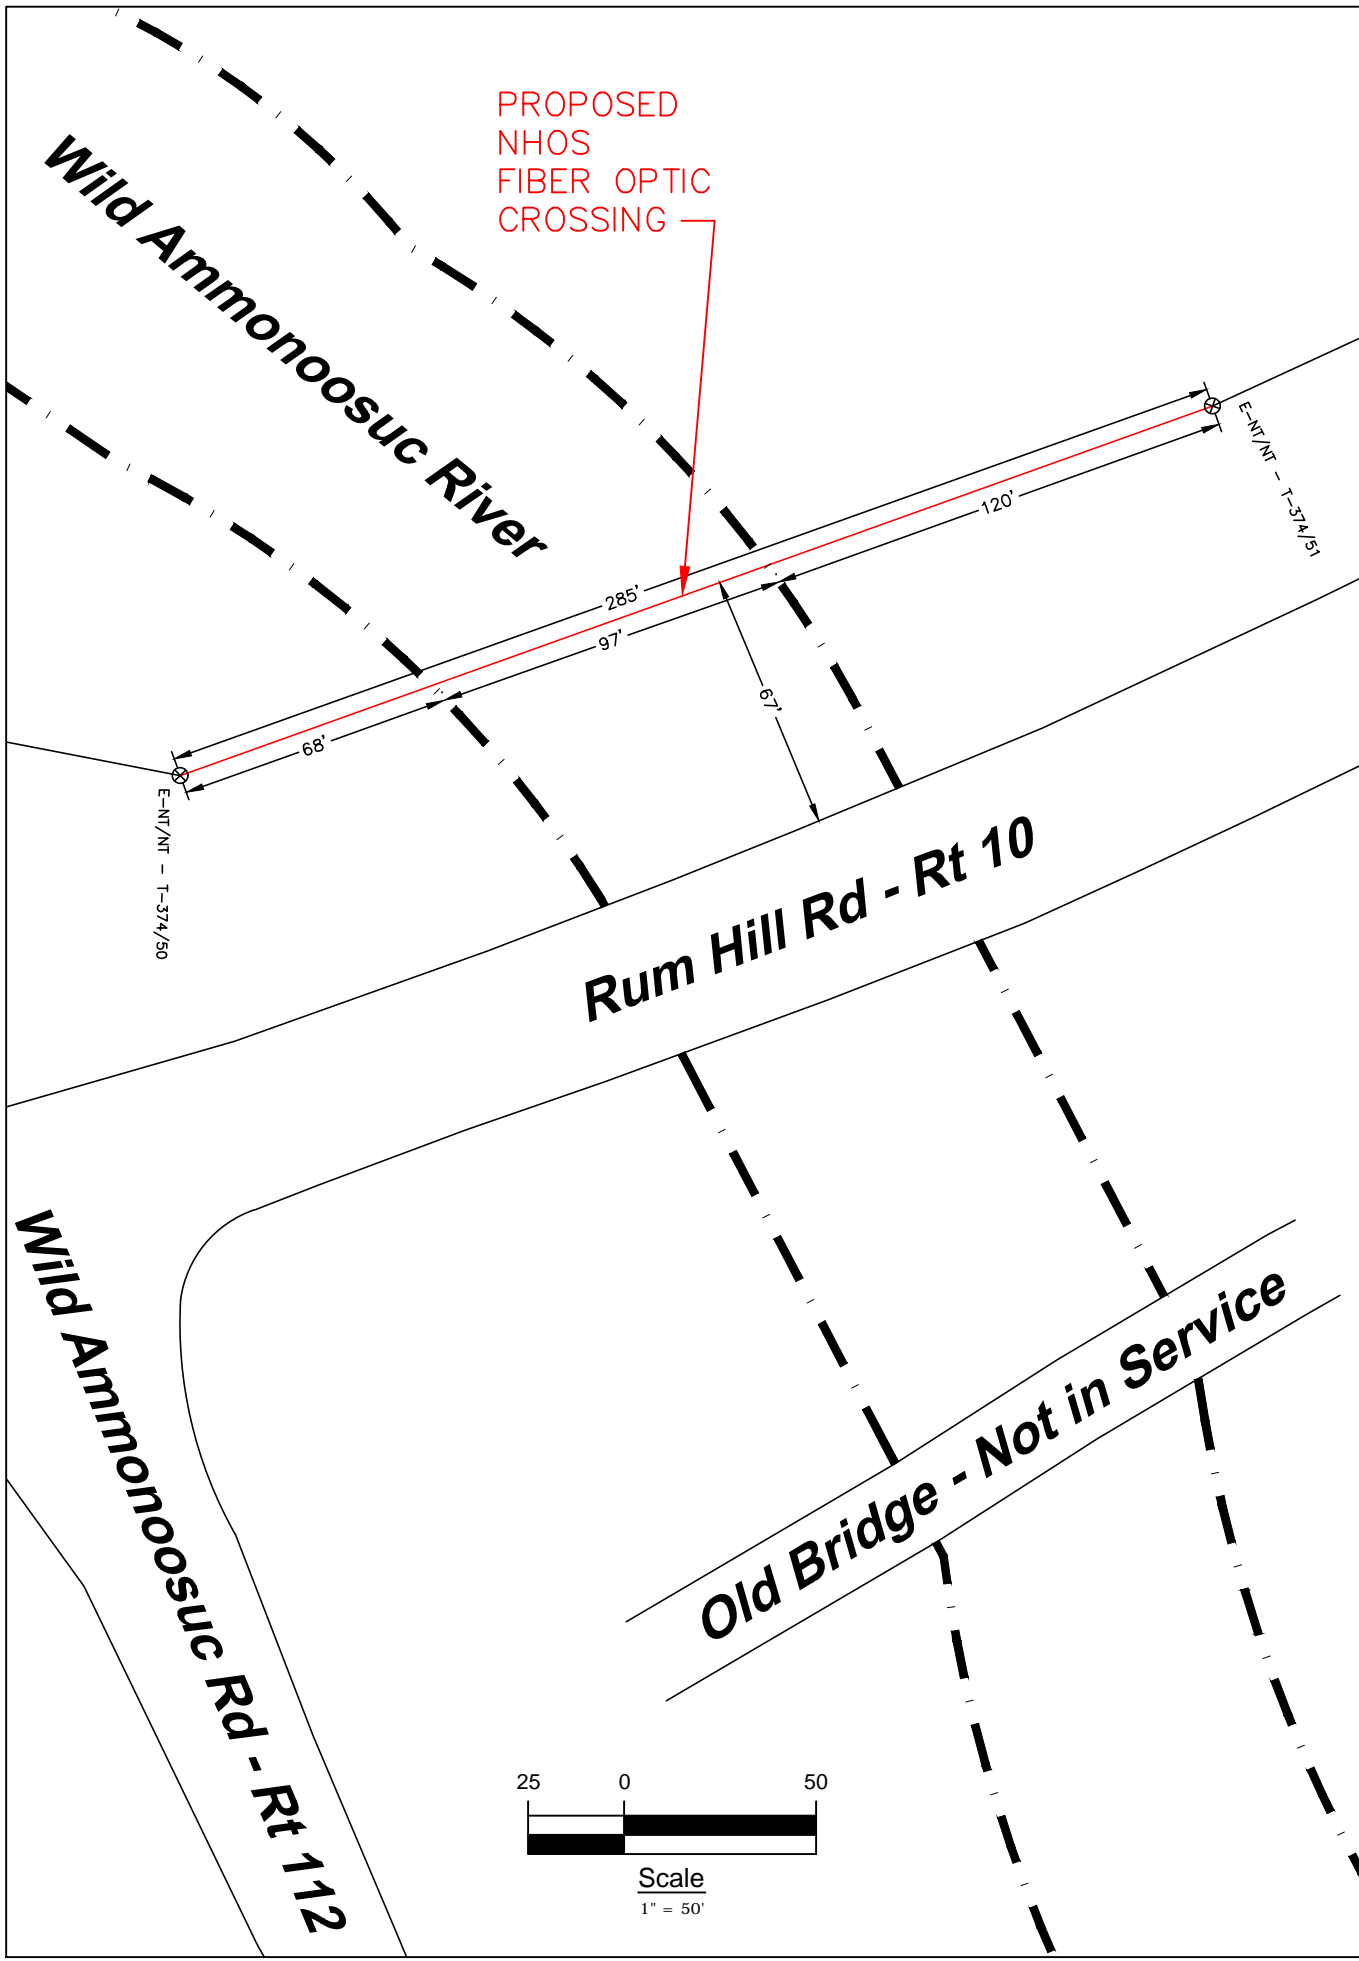 PROPOSED
NHOS
FIBER OPTIC
CROSSING
Wild Ammonoosuc River
E-NT/NT - T-374/51
120'
285'
97'
67'
68'
E-NT/NT - T-374/50
Rum Hill Rd - Rt 10
Wild Ammonoosuc Rd - Rt 112
Old Bridge - Not in Service
25 0 50
Scale
1" = 50'